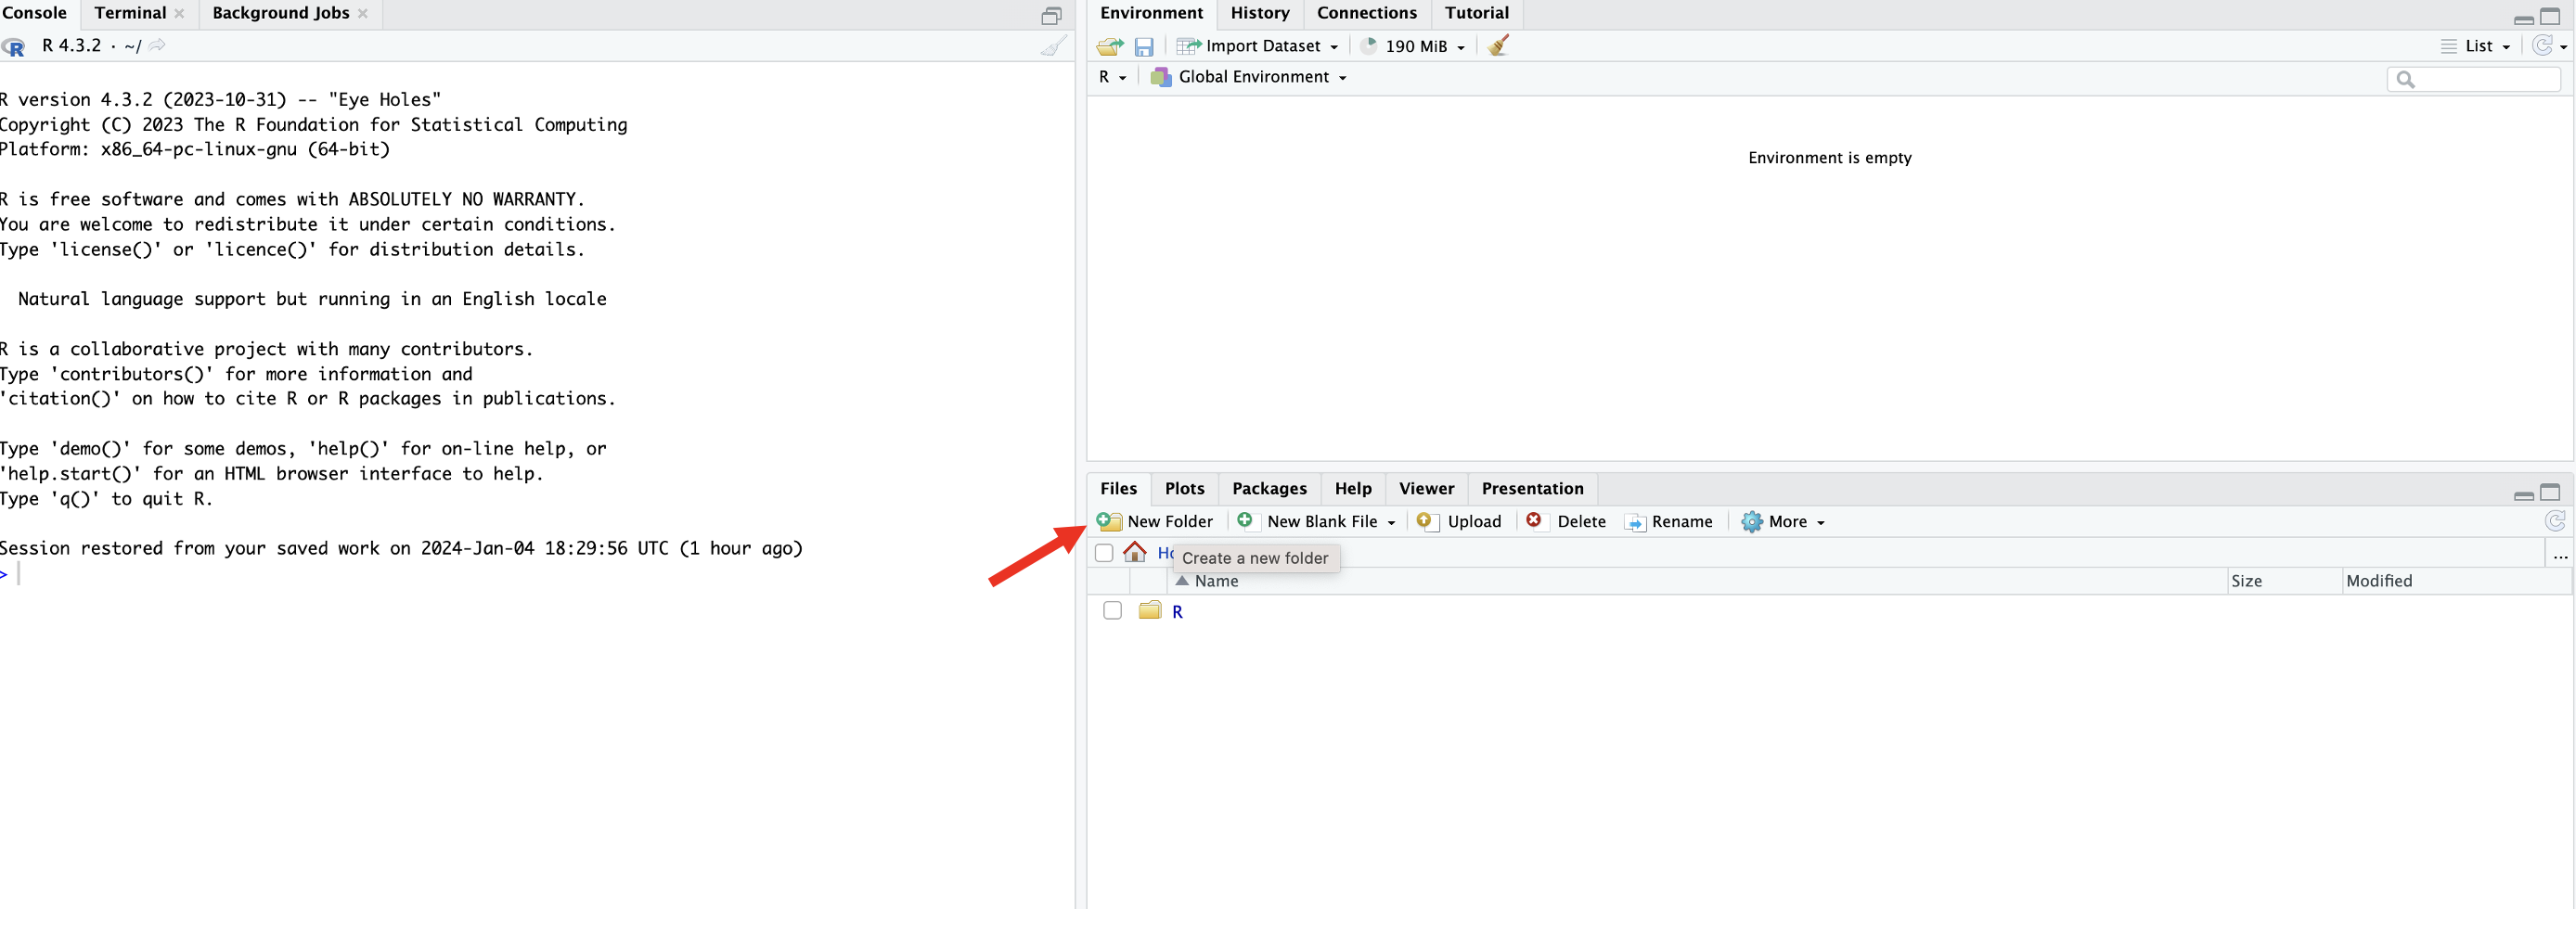 Console Terminal Background Jobs
R 4.3.2 · ~/
R version 4.3.2 (2023-10-31) -- "Eye Holes"
Copyright (C) 2023 The R Foundation for Statistical Computing
Platform: x86_64-pc-linux-gnu (64-bit)
R is free software and comes with ABSOLUTELY NO WARRANTY.
You are welcome to redistribute it under certain conditions.
Type 'license()' or 'licence()' for distribution details.
Natural language support but running in an English locale
R is a collaborative project with many contributors.
Type 'contributors()' for more information and
'citation()' on how to cite R or R packages in publications.
Type 'demo()' for some demos, 'help()' for on-line help, or
'help.start()' for an HTML browser interface to help.
Type 'q()' to quit R.
Session restored from your saved work on 2024-Jan-04 18:29:56 UTC (1 hour ago)
>
Environment History Connections Tutorial
Import Dataset 190 MiB List
R Global Environment
Environment is empty
Files Plots Packages Help Viewer Presentation
New Folder New Blank File Upload Delete Rename More
Create a new folder ...
Name Size Modified
R